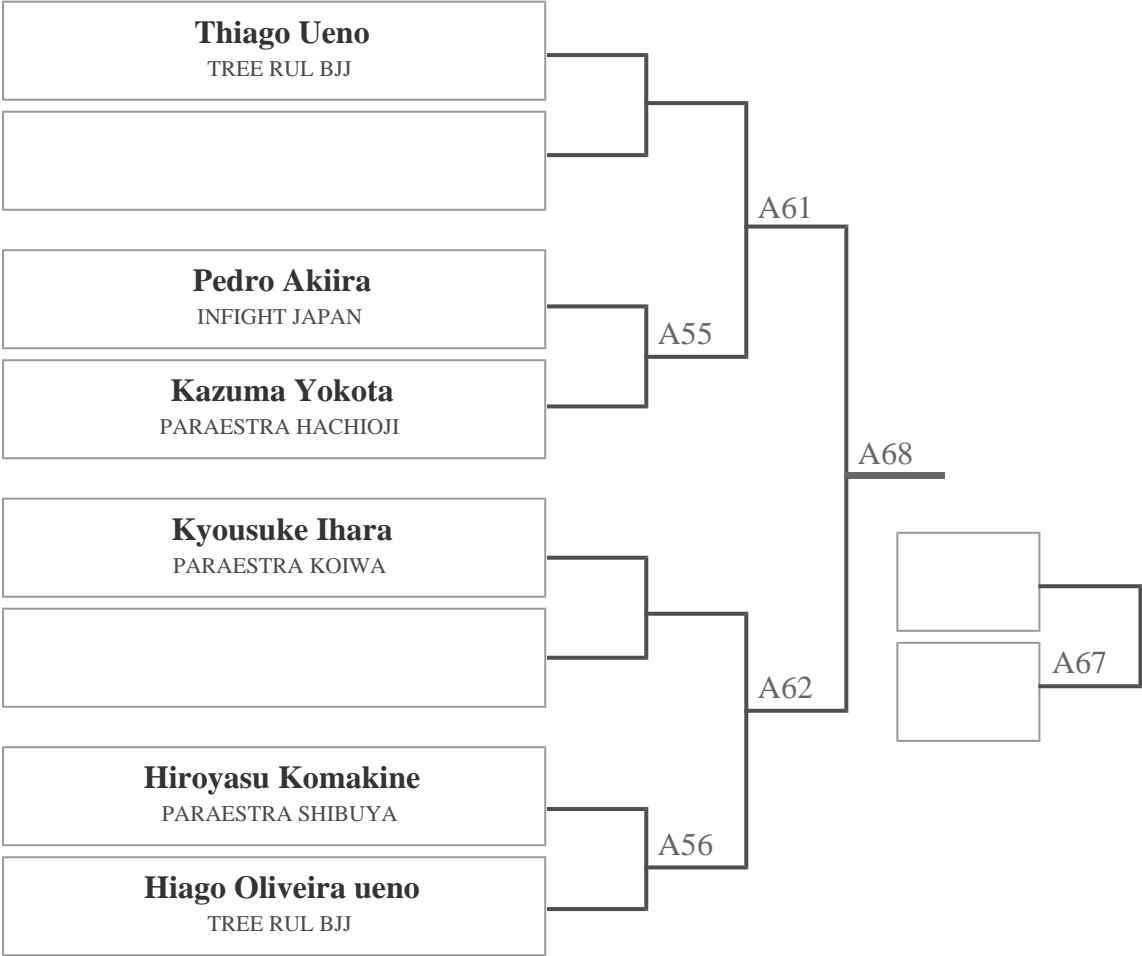 Thiago Ueno
TREE RUL BJJ
A61
Pedro Akiira
INFIGHT JAPAN
A55
Kazuma Yokota
PARAESTRA HACHIOJI
A68
Kyousuke Ihara
PARAESTRA KOIWA
A67
A62
Hiroyasu Komakine
PARAESTRA SHIBUYA
A56
Hiago Oliveira ueno
TREE RUL BJJ